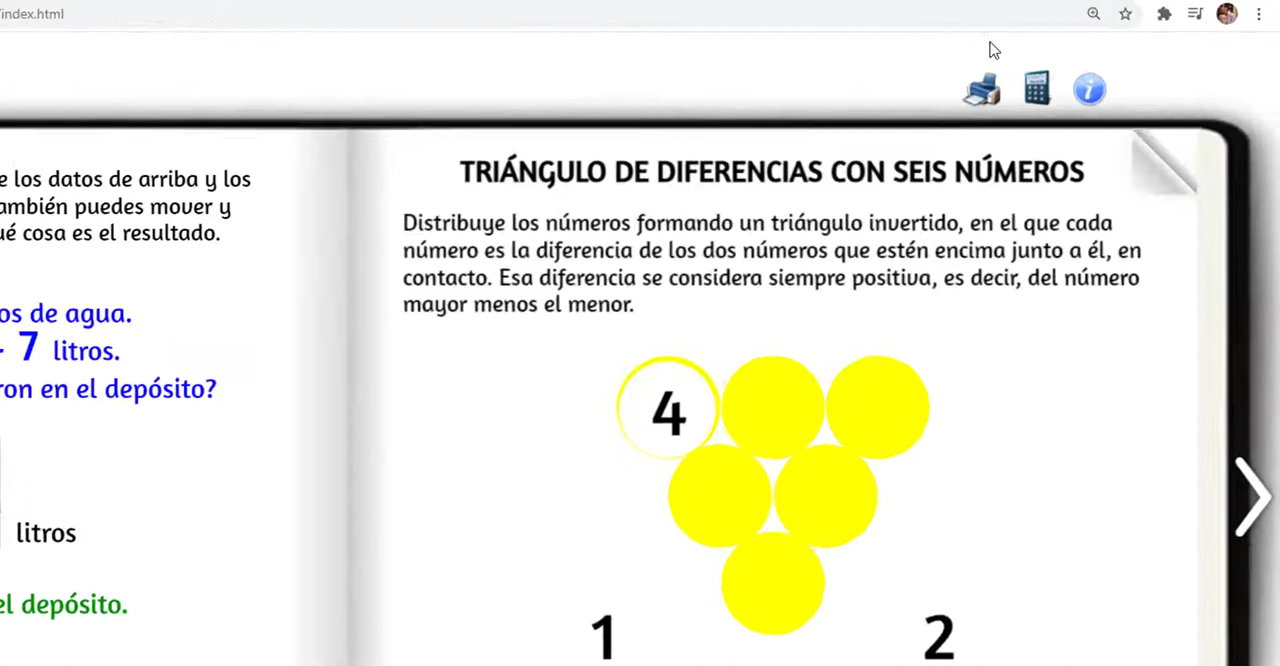 /index.html
e los datos de arriba y los
ambién puedes mover y
ué cosa es el resultado.
os de agua.
- 7 litros.
ron en el depósito?
litros
el depósito.
TRIÁNGULO DE DIFERENCIAS CON SEIS NÚMEROS
Distribuye los números formando un triángulo invertido, en el que cada
número es la diferencia de los dos números que estén encima junto a él, en
contacto. Esa diferencia se considera siempre positiva, es decir, del número
mayor menos el menor.
4
1 2